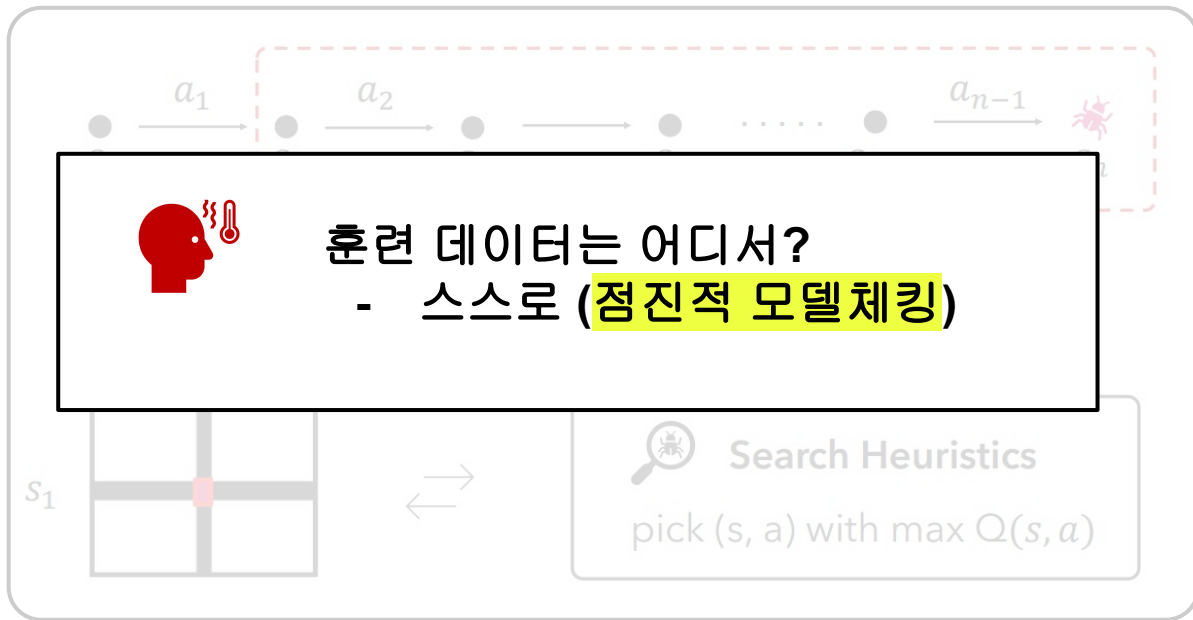 a₁ a₂ aₙ₋₁
훈련 데이터는 어디서?
- 스스로 (점진적 모델체킹)
s₁
Search Heuristics
pick (s, a) with max Q(s, a)